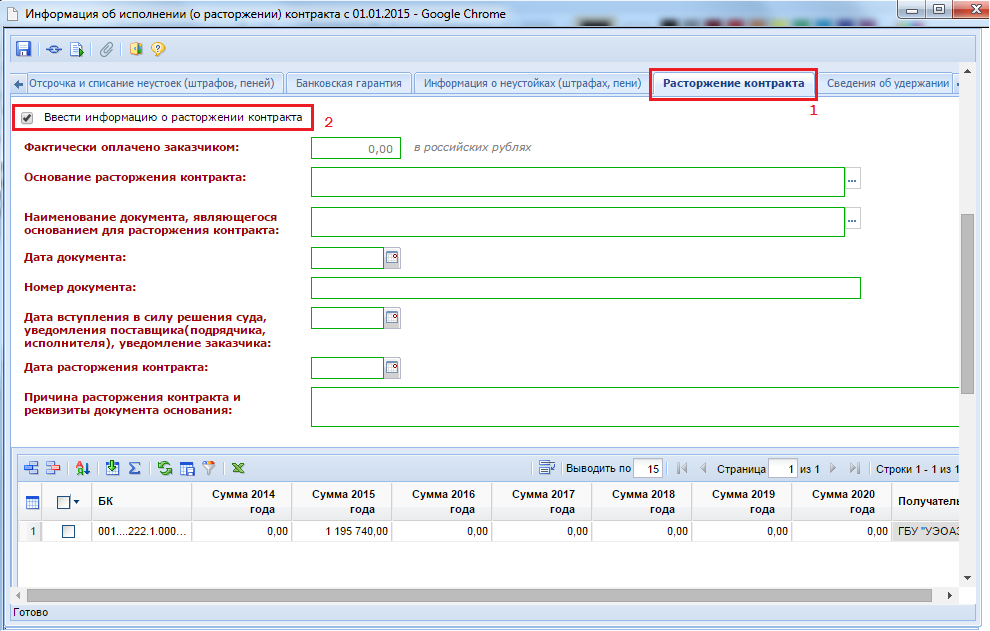 Информация об исполнении (о расторжении) контракта с 01.01.2015 - Google Chrome
Отсрочка и списание неустоек (штрафов, пеней) Банковская гарантия Информация о неустойках (штрафах, пени) Расторжение контракта Сведения об удержании
1
Ввести информацию о расторжении контракта 2
Фактически оплачено заказчиком: 0,00 в российских рублях
Основание расторжения контракта: ...
Наименование документа, являющегося
основанием для расторжения контракта: ...
Дата документа:
Номер документа:
Дата вступления в силу решения суда,
уведомления поставщика(подрядчика,
исполнителя), уведомление заказчика:
Дата расторжения контракта:
Причина расторжения контракта и
реквизиты документа основания:
Выводить по 15 Страница 1 из 1 Строки 1 - 1 из 1
БК Сумма 2014 года Сумма 2015 года Сумма 2016 года Сумма 2017 года Сумма 2018 года Сумма 2019 года Сумма 2020 года Получатель
1 001....222.1.000... 0,00 1 195 740,00 0,00 0,00 0,00 0,00 0,00 ГБУ "УЭОАЗ
Готово